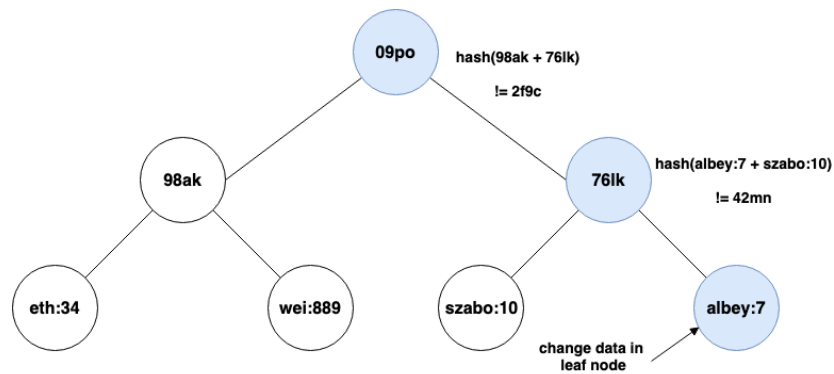 09po
hash(98ak + 76lk)
!= 2f9c
98ak
76lk
hash(albey:7 + szabo:10)
!= 42mn
eth:34
wei:889
szabo:10
albey:7
change data in
leaf node